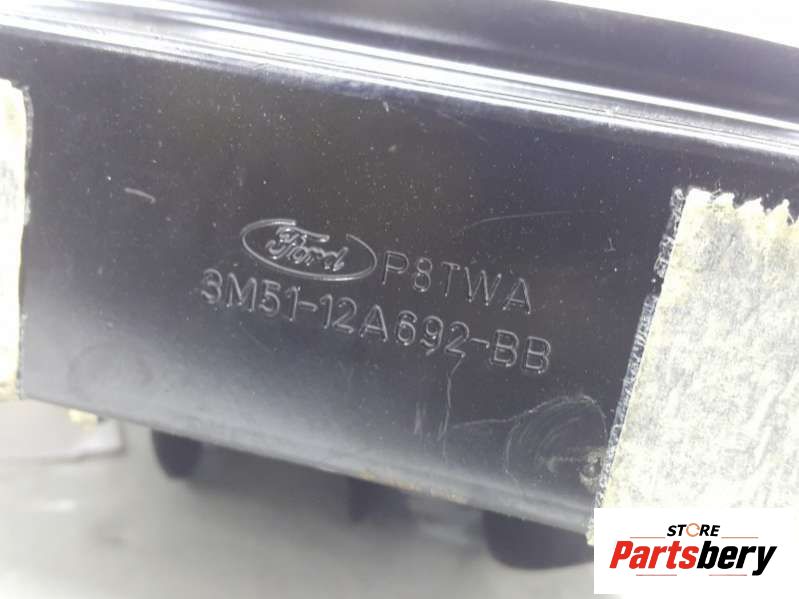 Ford P8TWA
3M51-12A692-BB
STORE
Partsbery